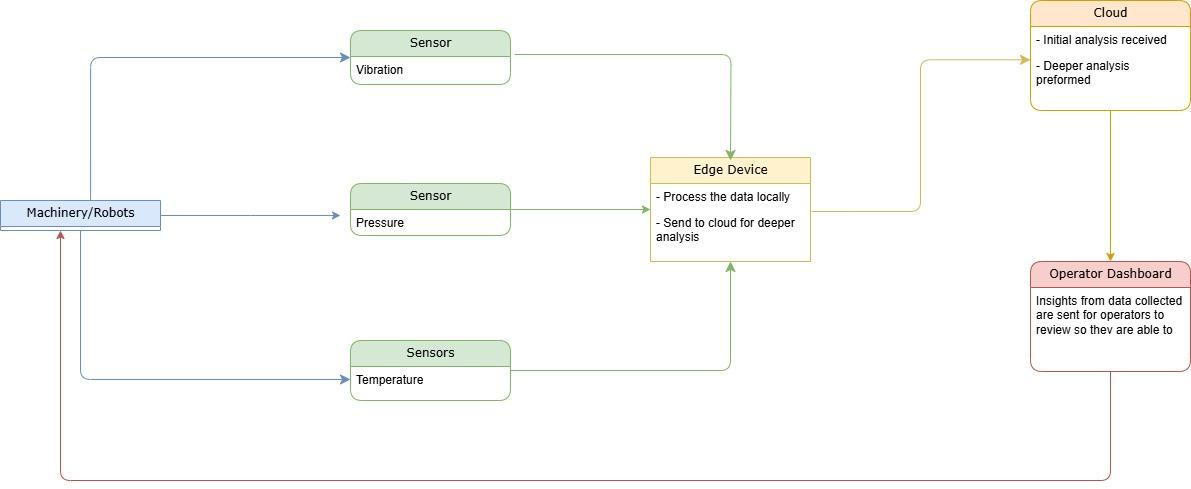 Cloud
- Initial analysis received
- Deeper analysis
preformed
Sensor
Vibration
Edge Device
- Process the data locally
- Send to cloud for deeper
analysis
Sensor
Pressure
Machinery/Robots
Operator Dashboard
Insights from data collected
are sent for operators to
review so they are able to
Sensors
Temperature